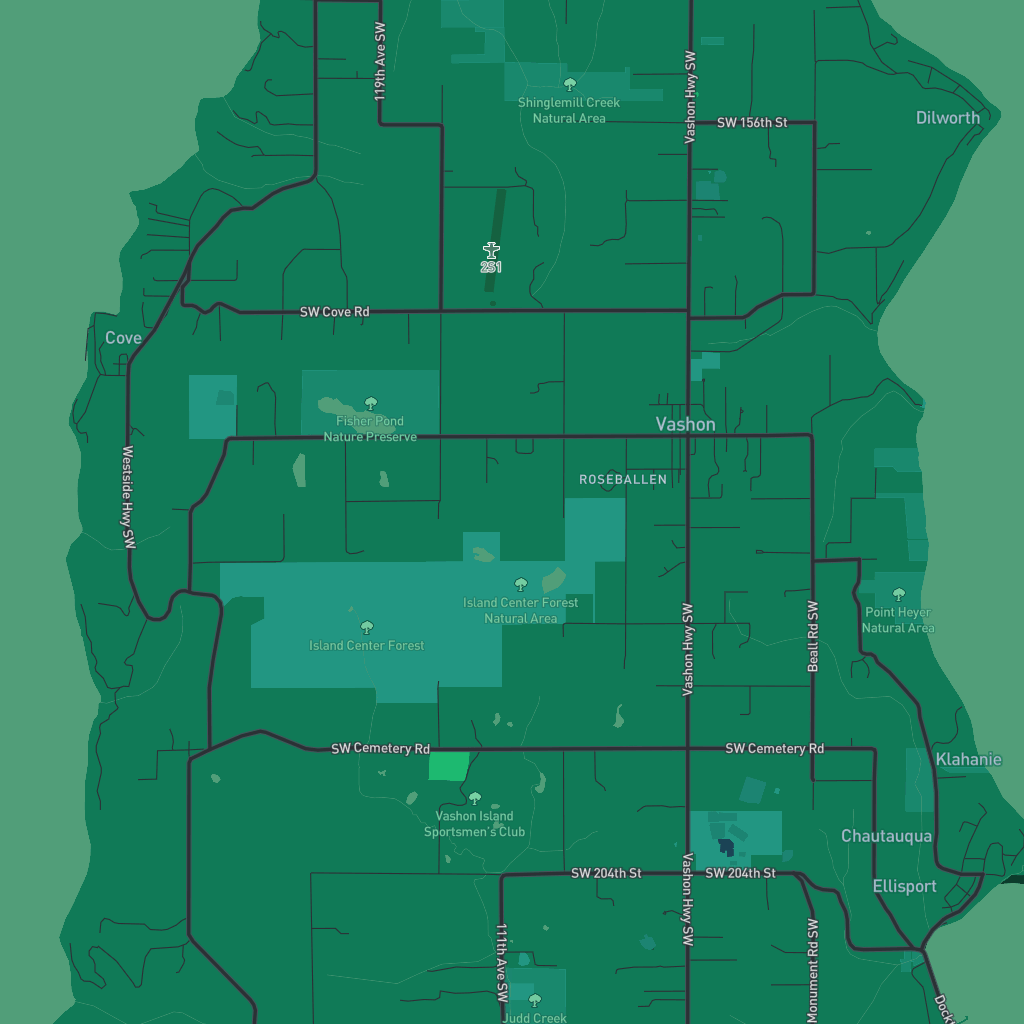 119th Ave SW
Vashon Hwy SW
Shinglemill Creek
Natural Area
SW 156th St
Dilworth
251
SW Cove Rd
Cove
Fisher Pond
Nature Preserve
Vashon
ROSEBALLEN
Westside Hwy SW
Island Center Forest
Natural Area
Island Center Forest
Vashon Hwy SW
Beall Rd SW
Point Heyer
Natural Area
SW Cemetery Rd
SW Cemetery Rd
Klahanie
Vashon Island
Sportsmen's Club
Chautauqua
SW 204th St
SW 204th St
Ellisport
Vashon Hwy SW
111th Ave SW
Monument Rd SW
Judd Creek